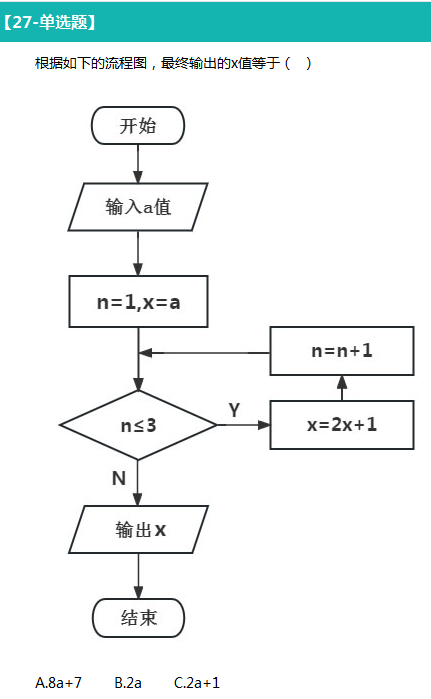 【27-单选题】
根据如下的流程图，最终输出的x值等于（　）
开始
输入a值
n=1,x=a
n=n+1
n≤3
Y
x=2x+1
N
输出x
结束
A.8a+7　　B.2a　　C.2a+1